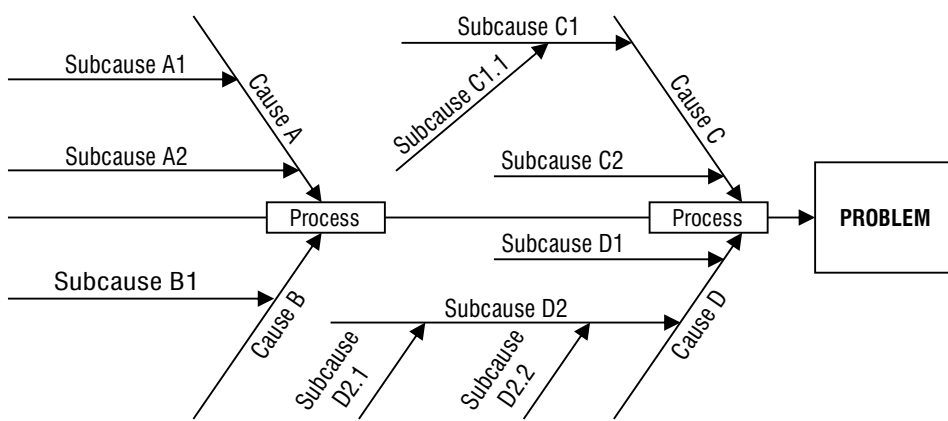 Subcause C1
Subcause A1
Cause A
Subcause C1.1
Cause C
Subcause A2
Subcause C2
Process
Process
PROBLEM
Subcause D1
Subcause B1
Cause B
Subcause D2
Cause D
Subcause
D2.1
Subcause
D2.2